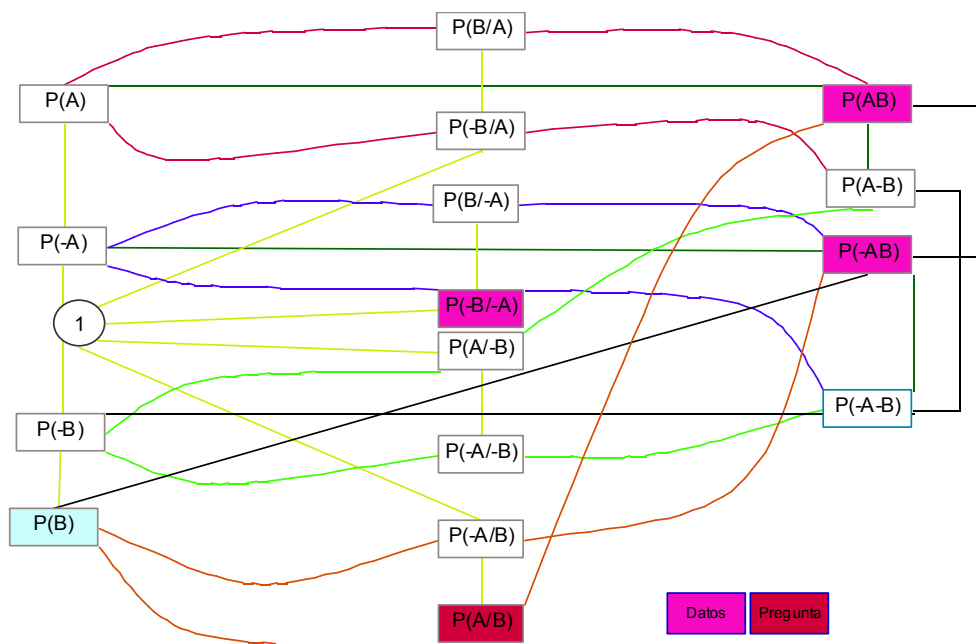 P(B/A)
P(A)
P(AB)
P(-B/A)
P(A-B)
P(B/-A)
P(-A)
P(-AB)
P(-B/-A)
1
P(A/-B)
P(-A-B)
P(-B)
P(-A/-B)
P(B)
P(-A/B)
P(A/B)
Datos
Pregunta